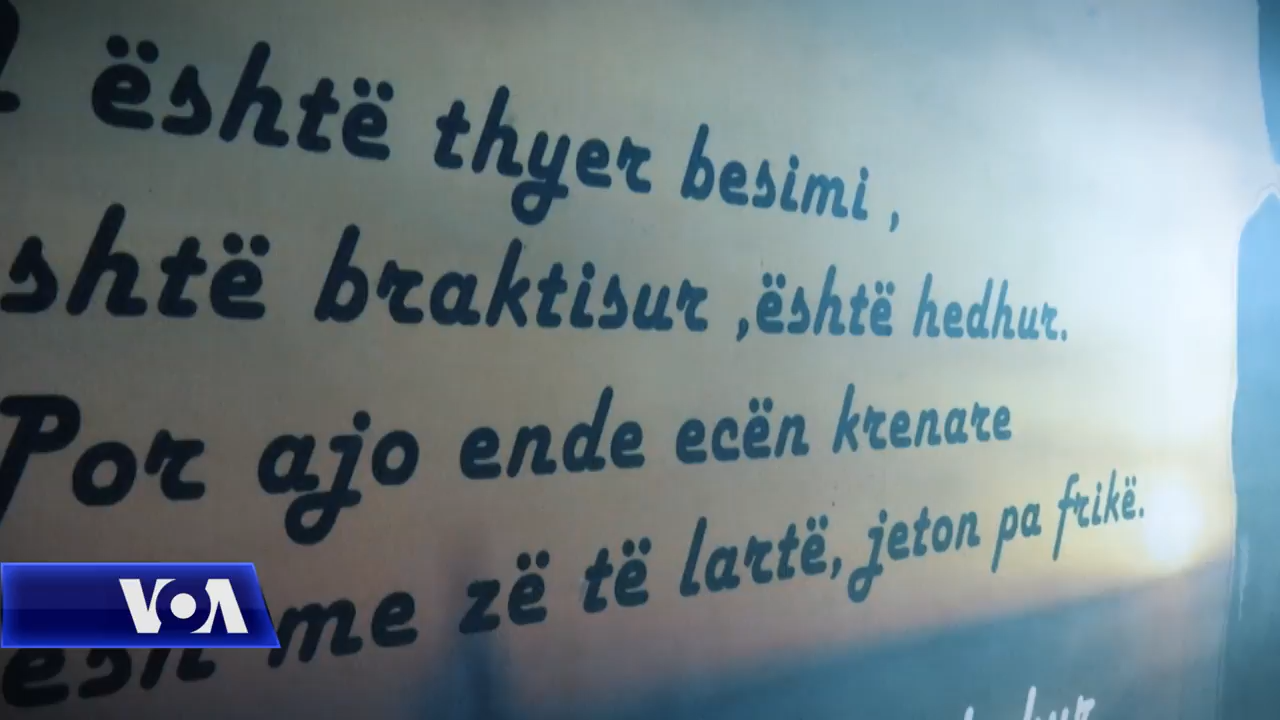 është thyer besimi ,
shtë braktisur ,është hedhur.
Por ajo ende ecën krenare
me zë të lartë, jeton pa frikë.
VOA